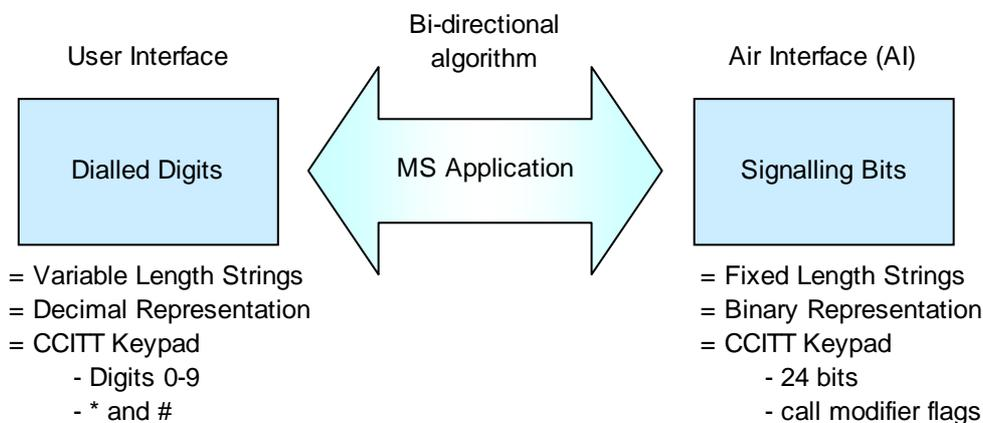 Bi-directional
algorithm
User Interface
Air Interface (AI)
Dialled Digits
MS Application
Signalling Bits
= Variable Length Strings
= Decimal Representation
= CCITT Keypad
- Digits 0-9
- * and #
= Fixed Length Strings
= Binary Representation
= CCITT Keypad
- 24 bits
- call modifier flags